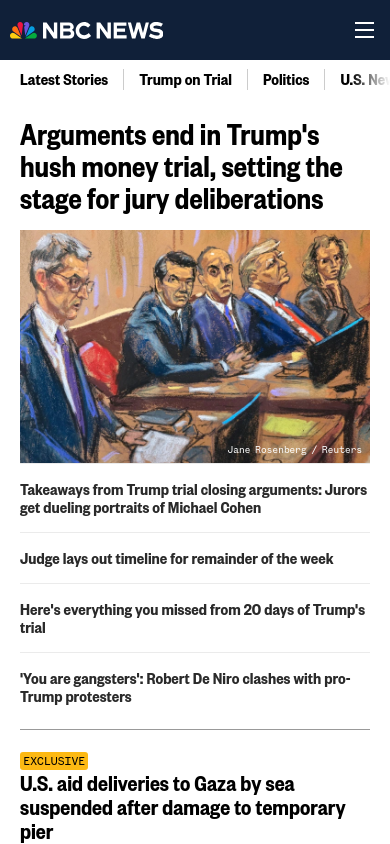 NBC NEWS
Latest Stories
Trump on Trial
Politics
U.S. Ne
Arguments end in Trump's
hush money trial, setting the
stage for jury deliberations
Jane Rosenberg / Reuters
Takeaways from Trump trial closing arguments: Jurors
get dueling portraits of Michael Cohen
Judge lays out timeline for remainder of the week
Here's everything you missed from 20 days of Trump's
trial
'You are gangsters': Robert De Niro clashes with pro-
Trump protesters
EXCLUSIVE
U.S. aid deliveries to Gaza by sea
suspended after damage to temporary
pier